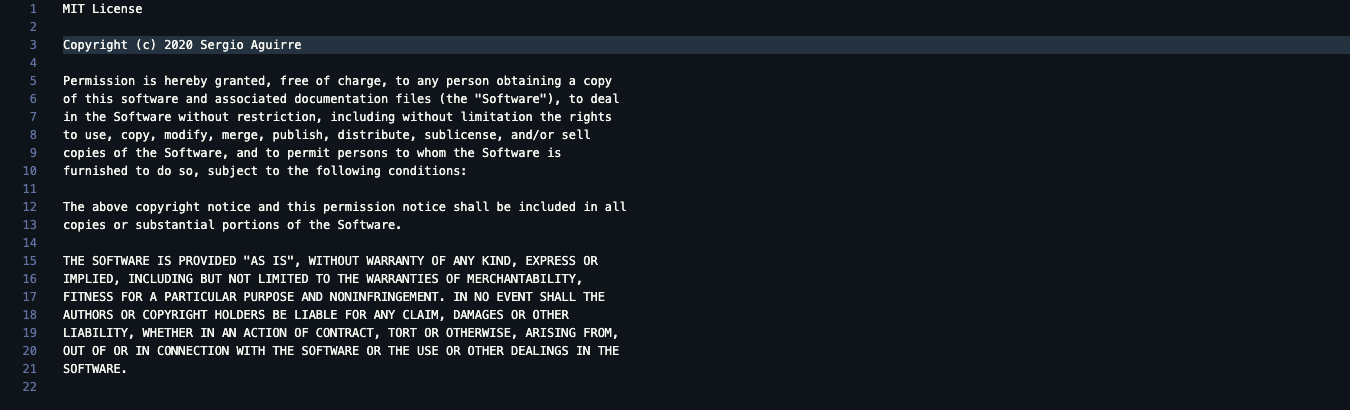 1 MIT License
2
3 Copyright (c) 2020 Sergio Aguirre
4
5 Permission is hereby granted, free of charge, to any person obtaining a copy
6 of this software and associated documentation files (the "Software"), to deal
7 in the Software without restriction, including without limitation the rights
8 to use, copy, modify, merge, publish, distribute, sublicense, and/or sell
9 copies of the Software, and to permit persons to whom the Software is
10 furnished to do so, subject to the following conditions:
11
12 The above copyright notice and this permission notice shall be included in all
13 copies or substantial portions of the Software.
14
15 THE SOFTWARE IS PROVIDED "AS IS", WITHOUT WARRANTY OF ANY KIND, EXPRESS OR
16 IMPLIED, INCLUDING BUT NOT LIMITED TO THE WARRANTIES OF MERCHANTABILITY,
17 FITNESS FOR A PARTICULAR PURPOSE AND NONINFRINGEMENT. IN NO EVENT SHALL THE
18 AUTHORS OR COPYRIGHT HOLDERS BE LIABLE FOR ANY CLAIM, DAMAGES OR OTHER
19 LIABILITY, WHETHER IN AN ACTION OF CONTRACT, TORT OR OTHERWISE, ARISING FROM,
20 OUT OF OR IN CONNECTION WITH THE SOFTWARE OR THE USE OR OTHER DEALINGS IN THE
21 SOFTWARE.
22